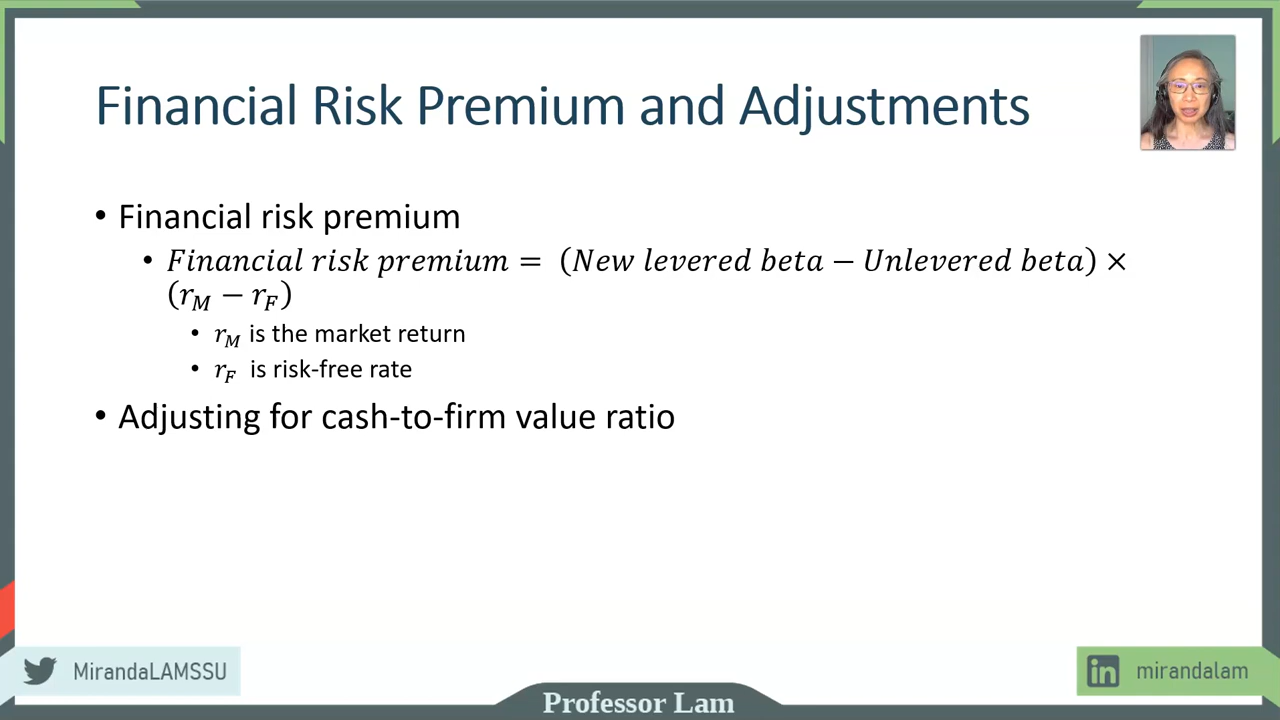 Financial Risk Premium and Adjustments
• Financial risk premium
• Financial risk premium = (New levered beta − Unlevered beta) ×
(r_M − r_F)
• r_M is the market return
• r_F is risk-free rate
• Adjusting for cash-to-firm value ratio
MirandaLAMSSU
in mirandalam
Professor Lam